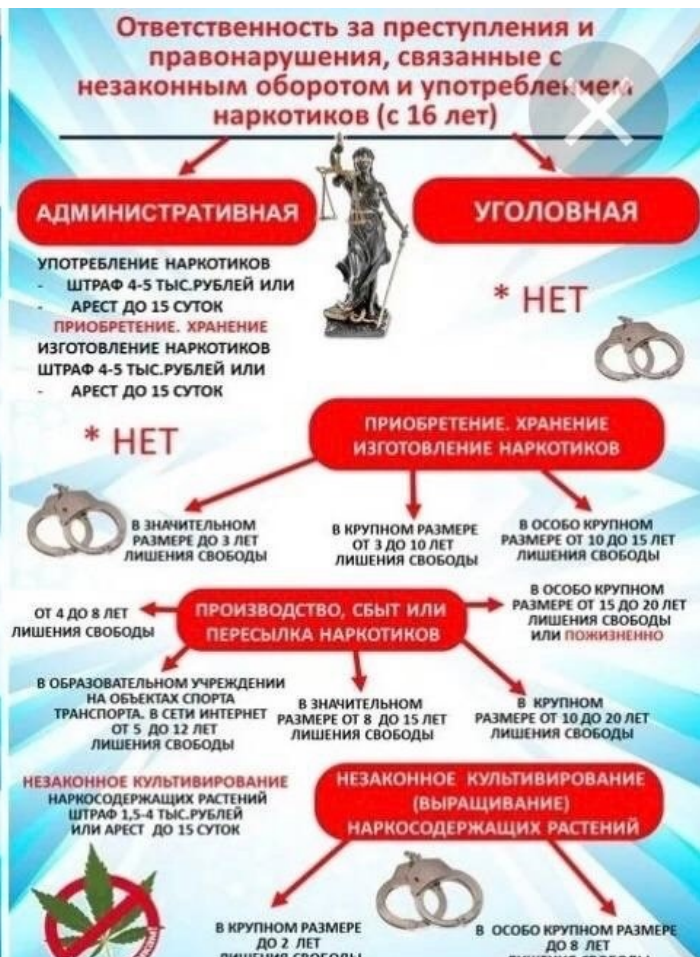 Ответственность за преступления и
правонарушения, связанные с
незаконным оборотом и употреблением
наркотиков (с 16 лет)
АДМИНИСТРАТИВНАЯ
УГОЛОВНАЯ
УПОТРЕБЛЕНИЕ НАРКОТИКОВ
- ШТРАФ 4-5 ТЫС.РУБЛЕЙ ИЛИ
- АРЕСТ ДО 15 СУТОК
* НЕТ
ПРИОБРЕТЕНИЕ. ХРАНЕНИЕ
ИЗГОТОВЛЕНИЕ НАРКОТИКОВ
ШТРАФ 4-5 ТЫС.РУБЛЕЙ ИЛИ
- АРЕСТ ДО 15 СУТОК
* НЕТ
ПРИОБРЕТЕНИЕ. ХРАНЕНИЕ
ИЗГОТОВЛЕНИЕ НАРКОТИКОВ
В ЗНАЧИТЕЛЬНОМ
РАЗМЕРЕ ДО 3 ЛЕТ
ЛИШЕНИЯ СВОБОДЫ
В КРУПНОМ РАЗМЕРЕ
ОТ 3 ДО 10 ЛЕТ
ЛИШЕНИЯ СВОБОДЫ
В ОСОБО КРУПНОМ
РАЗМЕРЕ ОТ 10 ДО 15 ЛЕТ
ЛИШЕНИЯ СВОБОДЫ
ПРОИЗВОДСТВО, СБЫТ ИЛИ
ПЕРЕСЫЛКА НАРКОТИКОВ
ОТ 4 ДО 8 ЛЕТ
ЛИШЕНИЯ СВОБОДЫ
В ОСОБО КРУПНОМ
РАЗМЕРЕ ОТ 15 ДО 20 ЛЕТ
ЛИШЕНИЯ СВОБОДЫ
ИЛИ ПОЖИЗНЕННО
В ОБРАЗОВАТЕЛЬНОМ УЧРЕЖДЕНИИ
НА ОБЪЕКТАХ СПОРТА
ТРАНСПОРТА. В СЕТИ ИНТЕРНЕТ
ОТ 5 ДО 12 ЛЕТ
ЛИШЕНИЯ СВОБОДЫ
В ЗНАЧИТЕЛЬНОМ
РАЗМЕРЕ ОТ 8 ДО 15 ЛЕТ
ЛИШЕНИЯ СВОБОДЫ
В КРУПНОМ
РАЗМЕРЕ ОТ 10 ДО 20 ЛЕТ
ЛИШЕНИЯ СВОБОДЫ
НЕЗАКОННОЕ КУЛЬТИВИРОВАНИЕ
НАРКОСОДЕРЖАЩИХ РАСТЕНИЙ
ШТРАФ 1,5-4 ТЫС.РУБЛЕЙ
ИЛИ АРЕСТ ДО 15 СУТОК
НЕЗАКОННОЕ КУЛЬТИВИРОВАНИЕ
(ВЫРАЩИВАНИЕ)
НАРКОСОДЕРЖАЩИХ РАСТЕНИЙ
В КРУПНОМ РАЗМЕРЕ
ДО 2 ЛЕТ
ЛИШЕНИЯ СВОБОДЫ
В ОСОБО КРУПНОМ РАЗМЕРЕ
ДО 8 ЛЕТ
ЛИШЕНИЯ СВОБОДЫ